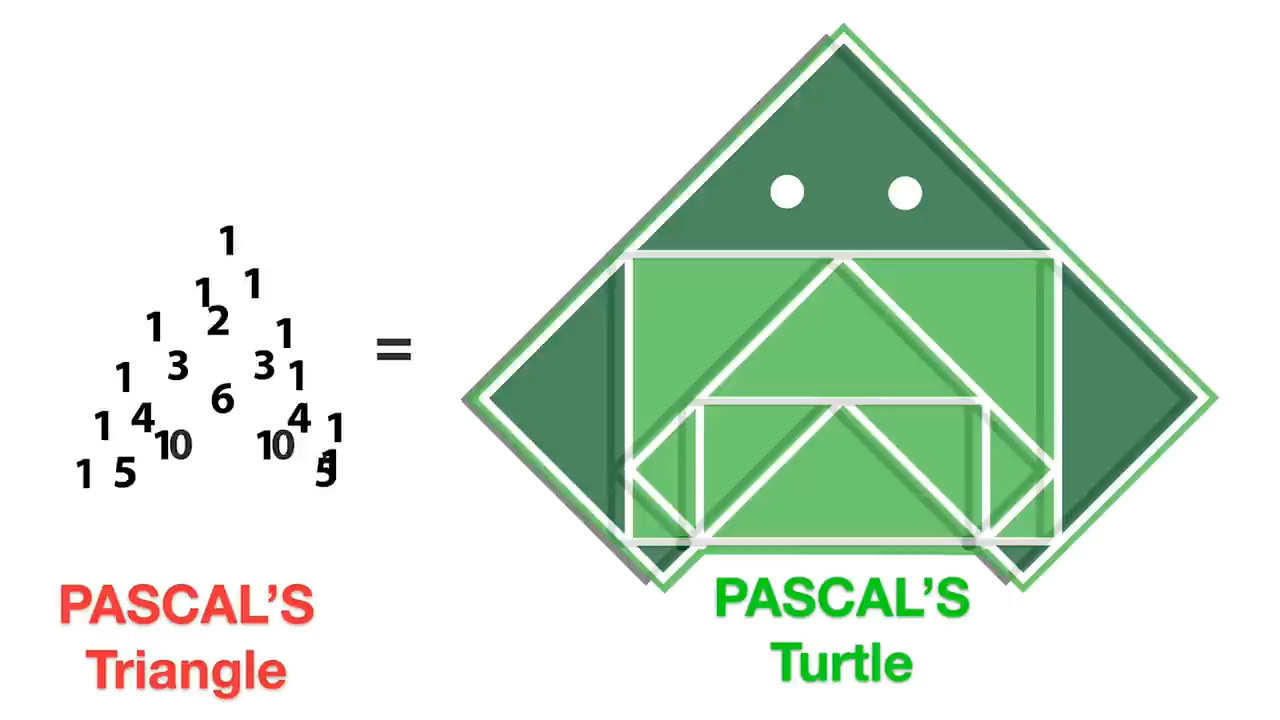 1
1 1
1 2 1
1 3 3 1
1 4 6 4 1
1 5 10 10 5 1
=
PASCAL'S
Triangle
PASCAL'S
Turtle